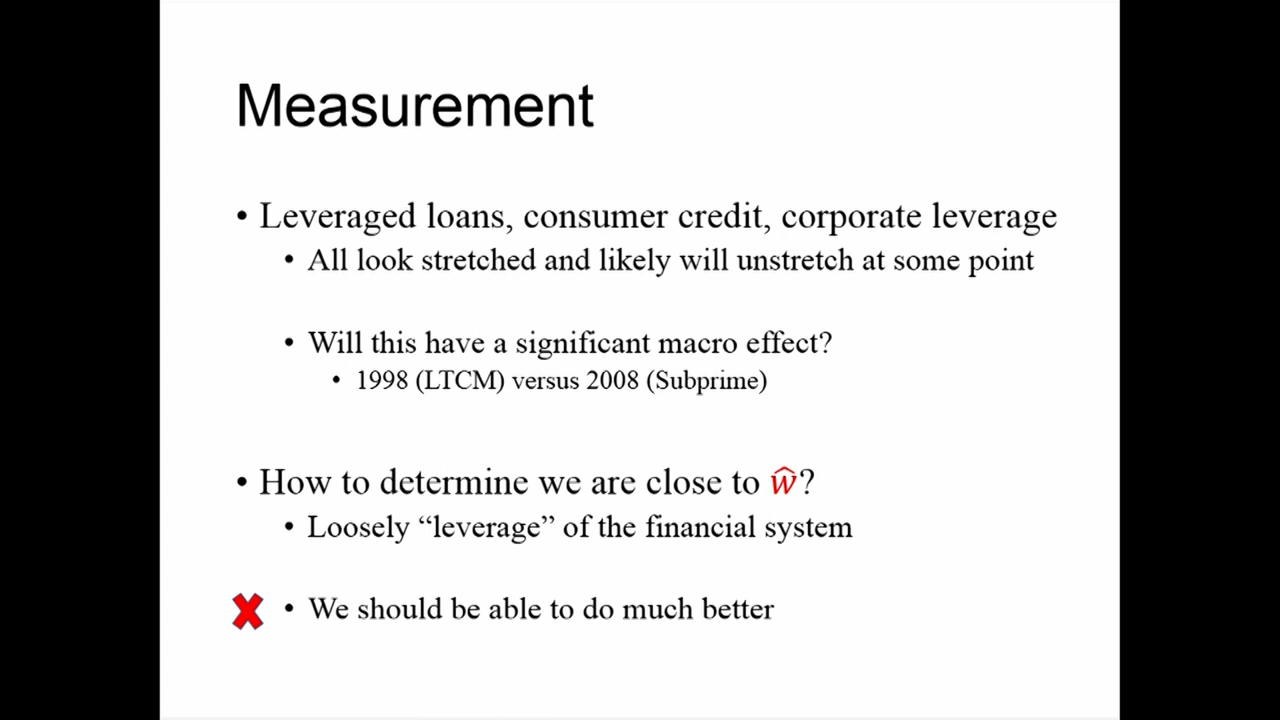 Measurement
• Leveraged loans, consumer credit, corporate leverage
• All look stretched and likely will unstretch at some point
• Will this have a significant macro effect?
• 1998 (LTCM) versus 2008 (Subprime)
• How to determine we are close to ŵ?
• Loosely “leverage” of the financial system
• We should be able to do much better